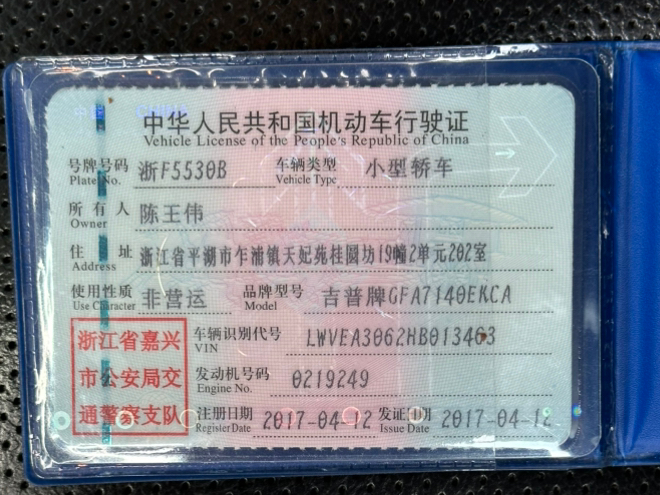 中华人民共和国机动车行驶证
Vehicle License of the People's Republic of China
号牌号码 浙F5530B 车辆类型 小型轿车
Plate No. Vehicle Type
所有人 陈王伟
Owner
住址 浙江省平湖市乍浦镇天妃苑桂圆坊19幢2单元202室
Address
使用性质 非营运 品牌型号 吉普牌GFA7140EKCA
Use Character Model
浙江省嘉兴 车辆识别代号 LWVEA3062HB013463
VIN
市公安局交 发动机号码 0219249
Engine No.
通警察支队 注册日期 2017-04-12 发证日期 2017-04-12
Register Date Issue Date